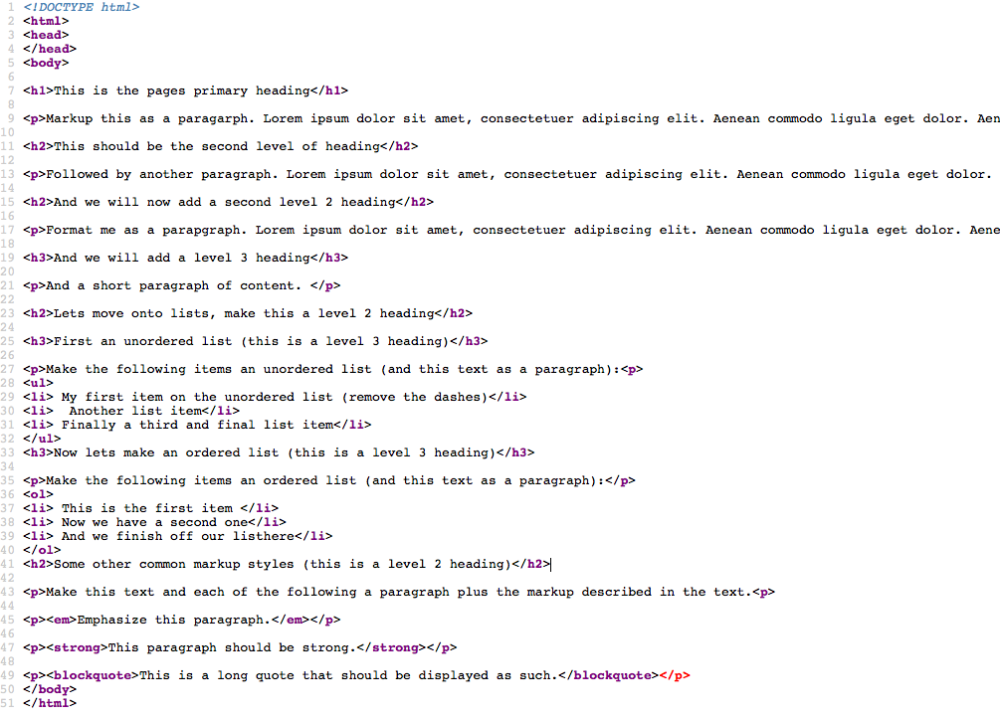 1 <!DOCTYPE html>
2 <html>
3 <head>
4 </head>
5 <body>
6
7 <h1>This is the pages primary heading</h1>
8
9 <p>Markup this as a paragarph. Lorem ipsum dolor sit amet, consectetuer adipiscing elit. Aenean commodo ligula eget dolor. Aen
10
11 <h2>This should be the second level of heading</h2>
12
13 <p>Followed by another paragraph. Lorem ipsum dolor sit amet, consectetuer adipiscing elit. Aenean commodo ligula eget dolor.
14
15 <h2>And we will now add a second level 2 heading</h2>
16
17 <p>Format me as a parapgraph. Lorem ipsum dolor sit amet, consectetuer adipiscing elit. Aenean commodo ligula eget dolor. Aene
18
19 <h3>And we will add a level 3 heading</h3>
20
21 <p>And a short paragraph of content. </p>
22
23 <h2>Lets move onto lists, make this a level 2 heading</h2>
24
25 <h3>First an unordered list (this is a level 3 heading)</h3>
26
27 <p>Make the following items an unordered list (and this text as a paragraph):<p>
28 <ul>
29 <li> My first item on the unordered list (remove the dashes)</li>
30 <li>  Another list item</li>
31 <li> Finally a third and final list item</li>
32 </ul>
33 <h3>Now lets make an ordered list (this is a level 3 heading)</h3>
34
35 <p>Make the following items an ordered list (and this text as a paragraph):</p>
36 <ol>
37 <li> This is the first item </li>
38 <li> Now we have a second one</li>
39 <li> And we finish off our listhere</li>
40 </ol>
41 <h2>Some other common markup styles (this is a level 2 heading)</h2>
42
43 <p>Make this text and each of the following a paragraph plus the markup described in the text.<p>
44
45 <p><em>Emphasize this paragraph.</em></p>
46
47 <p><strong>This paragraph should be strong.</strong></p>
48
49 <p><blockquote>This is a long quote that should be displayed as such.</blockquote></p>
50 </body>
51 </html>